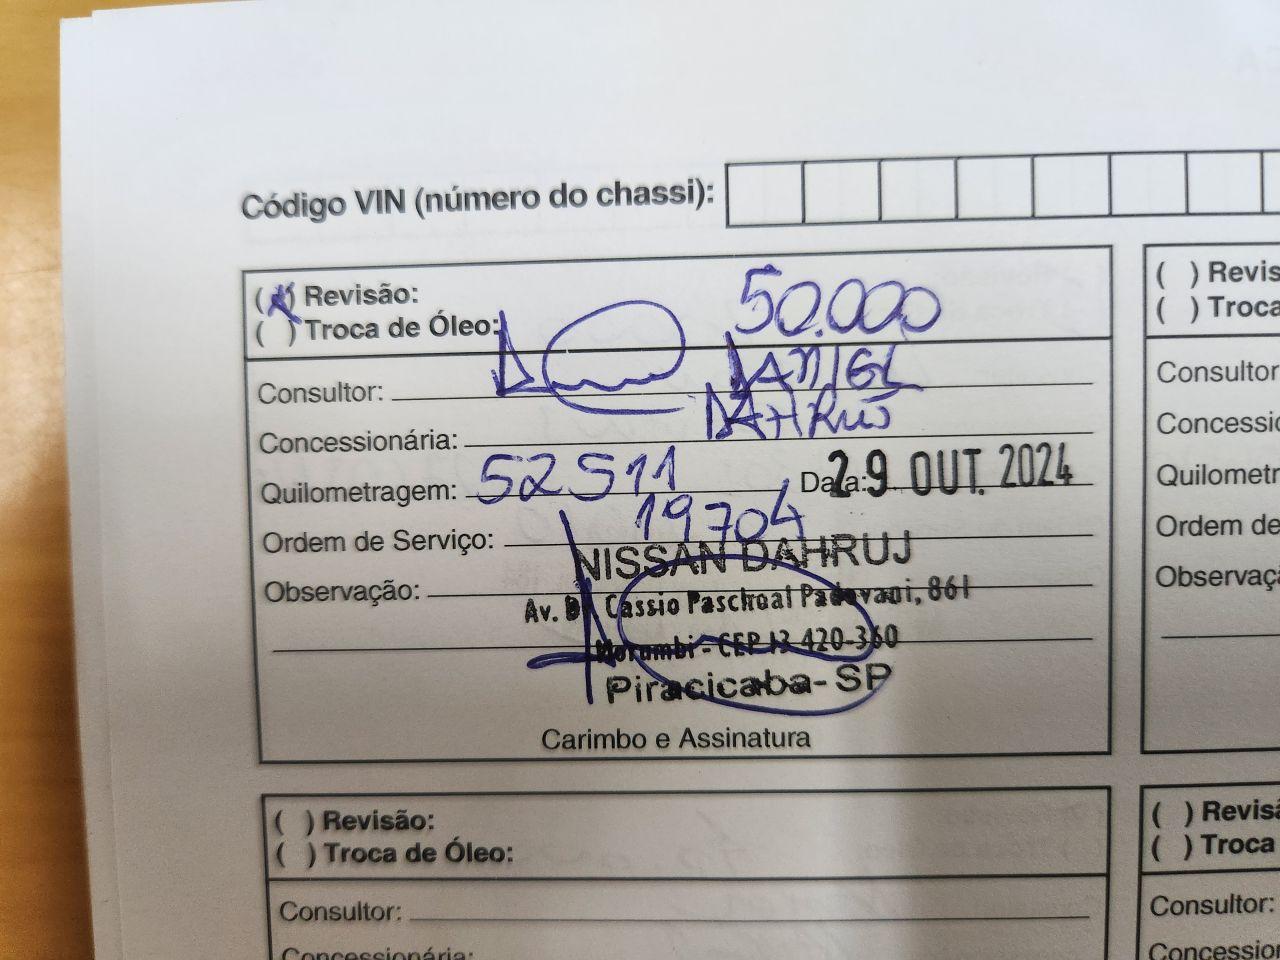 Código VIN (número do chassi):
(X) Revisão: 50.000
( ) Troca de Óleo:
Consultor: DANIEL
Concessionária: DAHRUJ
Quilometragem: 52511 Data: 29 OUT. 2024
Ordem de Serviço: 19704
Observação:
NISSAN DAHRUJ
Av. Dr Cassio Paschoal Padovani, 861
Morumbi - CEP 13 420-360
Piracicaba - SP
Carimbo e Assinatura
( ) Revisão:
( ) Troca de Óleo:
Consultor:
Concessionária:
( ) Revis
( ) Troca
Consultor
Concessio
Quilometr
Ordem de
Observaç
( ) Revisã
( ) Troca
Consultor:
Concession